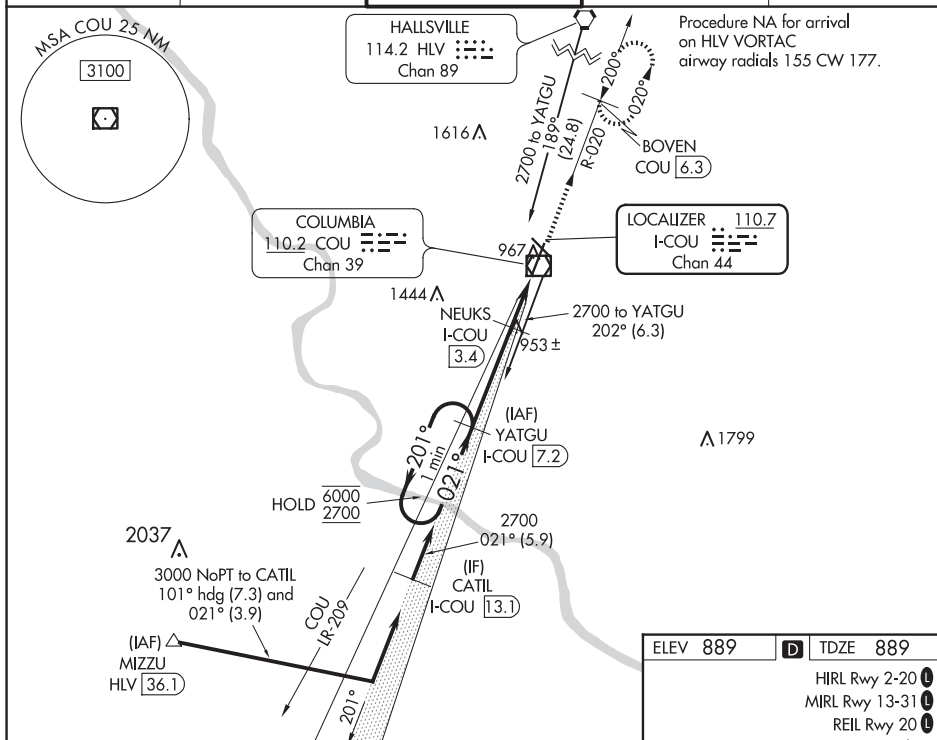 MSA COU 25 NM
3100
HALLSVILLE
114.2 HLV
Chan 89
Procedure NA for arrival
on HLV VORTAC
airway radials 155 CW 177.
2700 to YATGU
189°
(24.8)
R-020
200°
020°
1616
BOVEN
COU 6.3
COLUMBIA
110.2 COU
Chan 39
967
LOCALIZER 110.7
I-COU
Chan 44
1444
NEUKS
I-COU
3.4
953 ±
2700 to YATGU
202° (6.3)
(IAF)
YATGU
I-COU 7.2
1799
201°
1 min
021°
HOLD 6000
2700
2700
021° (5.9)
2037
3000 NoPT to CATIL
101° hdg (7.3) and
021° (3.9)
(IF)
CATIL
I-COU 13.1
COU
LR-209
(IAF)
MIZZU
HLV 36.1
201°
ELEV 889 D TDZE 889
HIRL Rwy 2-20 L
MIRL Rwy 13-31 L
REIL Rwy 20 L